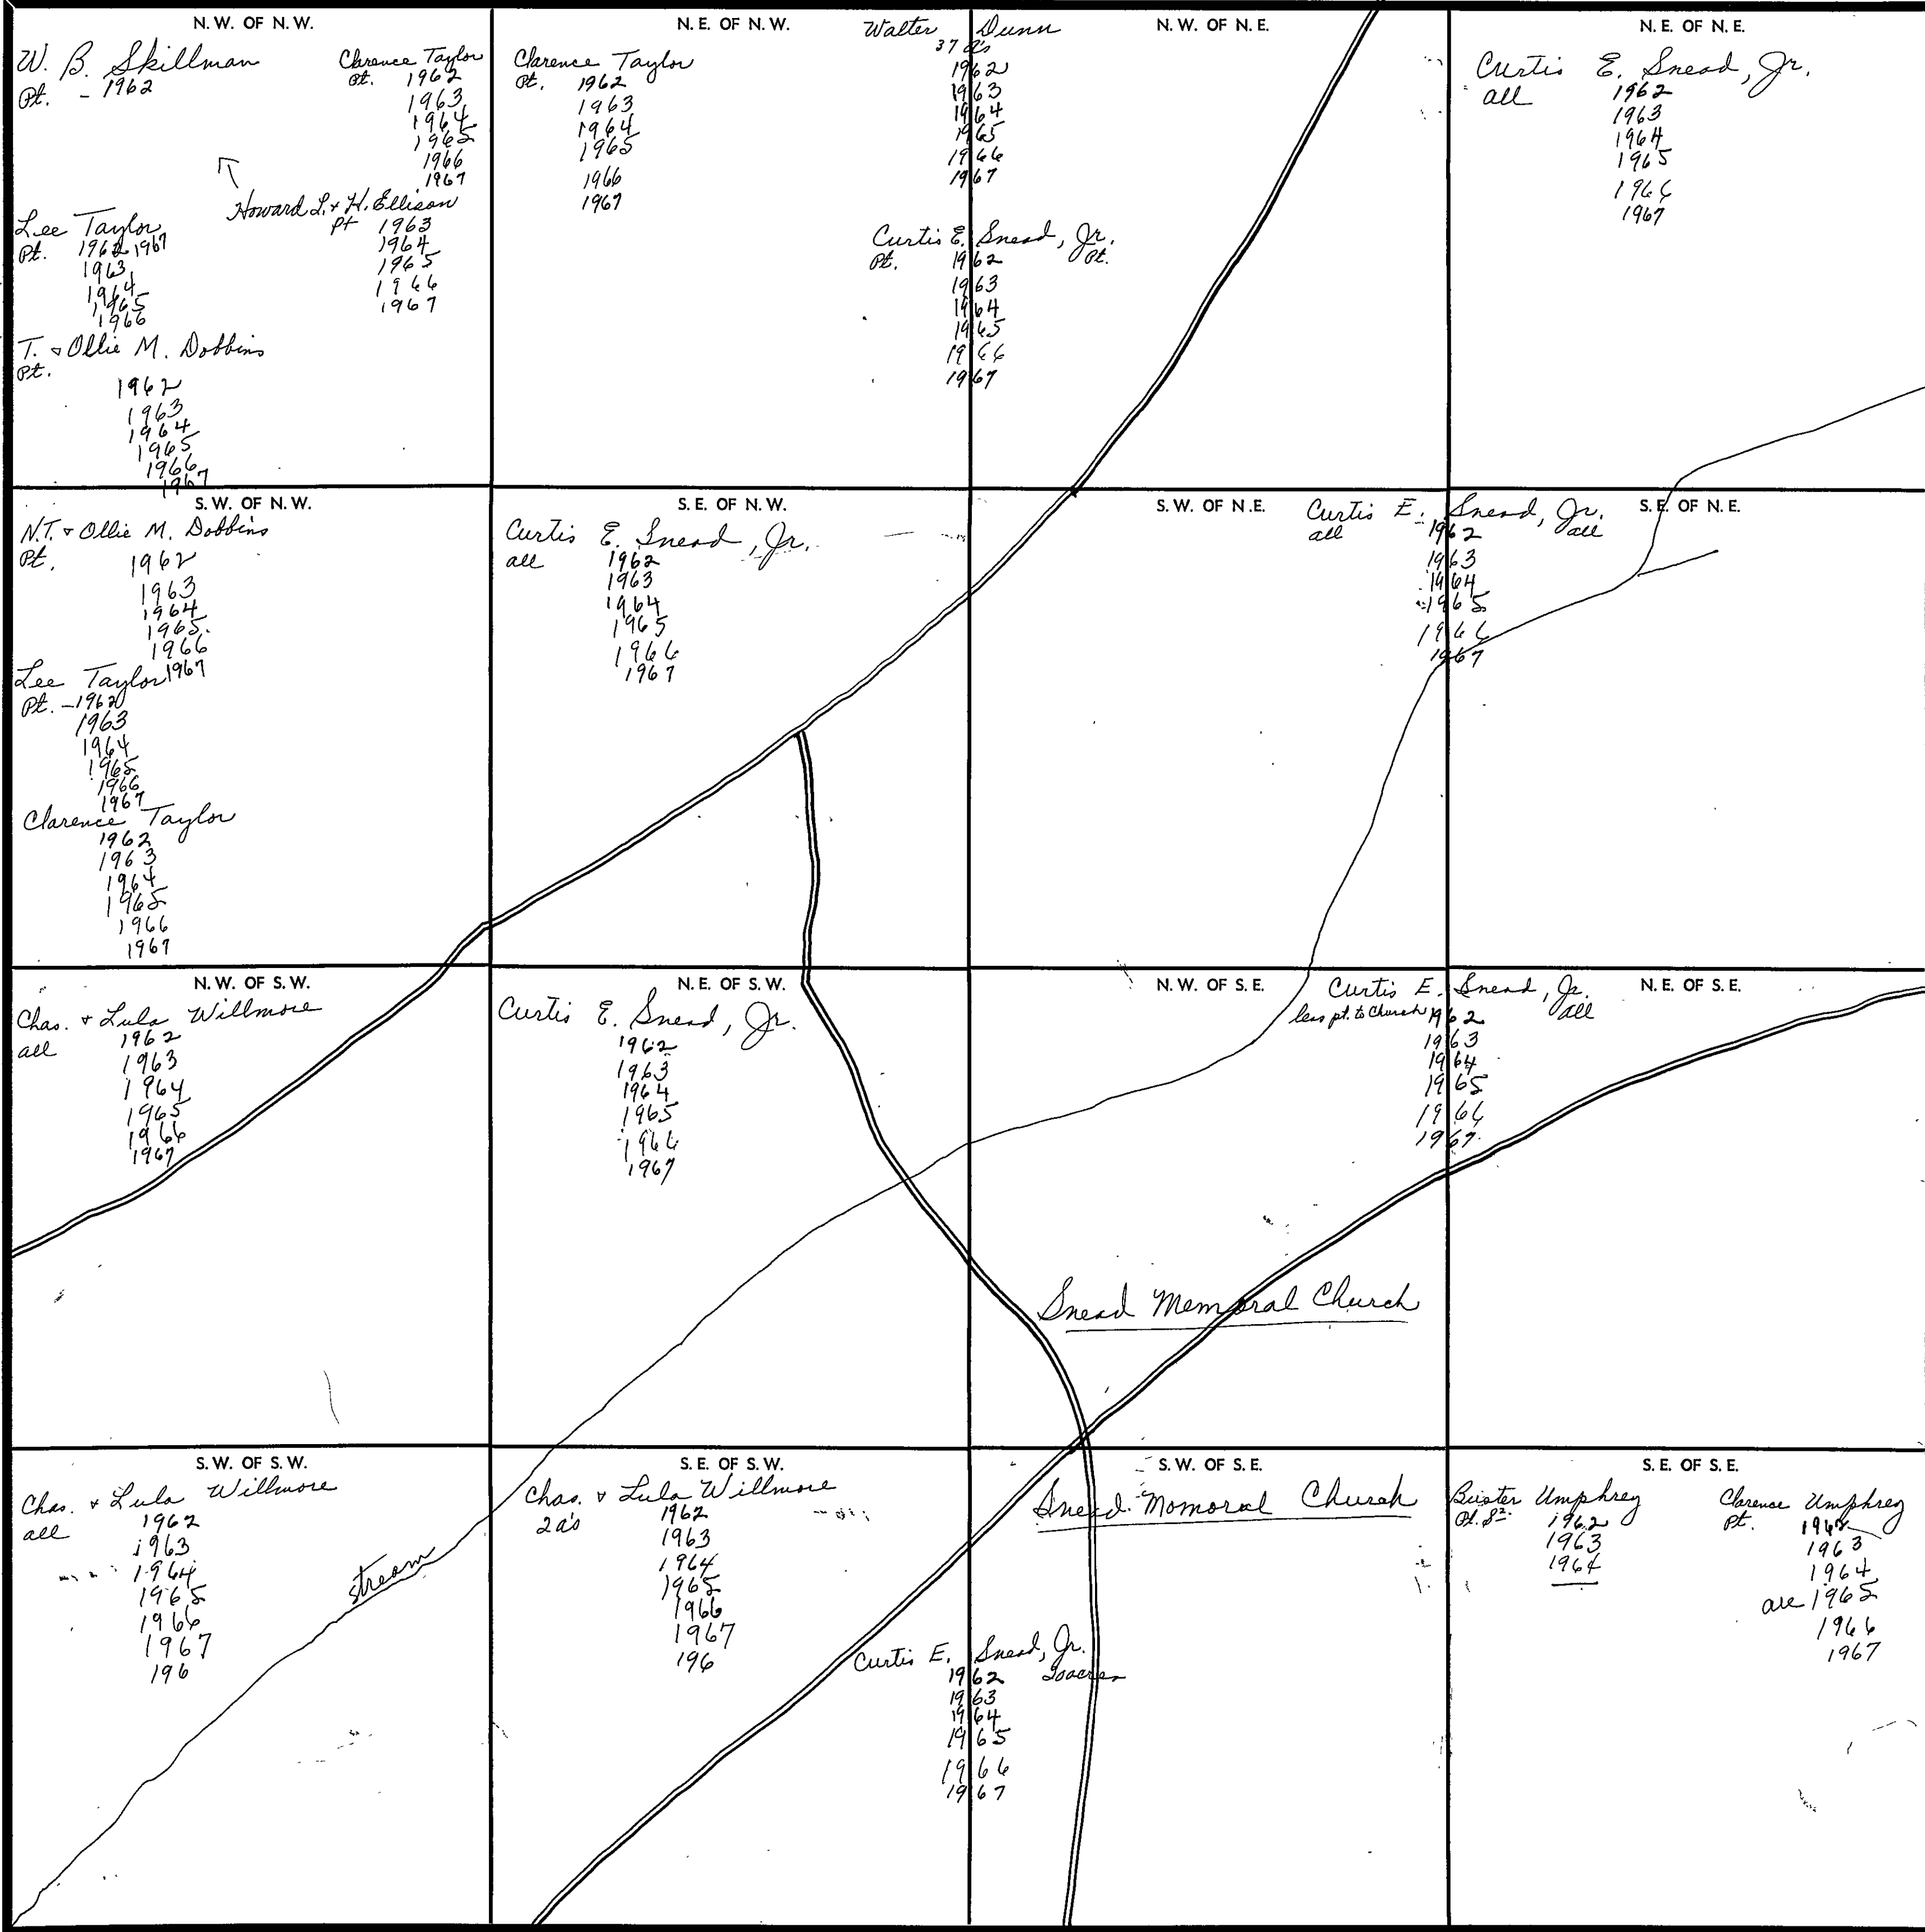 N. W. OF N. W.
W. B. Skillman
Pt. - 1962
Clarence Taylor
Pt. 1962
1963
1964
1965
1966
1967
Howard L. & H. Ellison
Pt 1963
1964
1965
1966
1967
Lee Taylor
Pt. 1962 1967
1963
1964
1965
1966
T. & Ollie M. Dobbins
Pt.
1962
1963
1964
1965
1966
1967
N. E. OF N. W.
Clarence Taylor
Pt. 1962
1963
1964
1965
1966
1967
Walter Dunn
37 a's
1962
1963
1964
1965
1966
1967
Curtis E. Snead, Jr.
Pt. 1962 Pt.
1963
1964
1965
1966
1967
N. W. OF N. E.
N. E. OF N. E.
Curtis E. Snead, Jr.
all 1962
1963
1964
1965
1966
1967
S. W. OF N. W.
N.T. & Ollie M. Dobbins
Pt. 1962
1963
1964
1965
1966
1967
Lee Taylor
Pt. - 1962
1963
1964
1965
1966
1967
Clarence Taylor
1962
1963
1964
1965
1966
1967
S. E. OF N. W.
Curtis E. Snead, Jr.
all 1962
1963
1964
1965
1966
1967
S. W. OF N. E.
Curtis E. Snead, Jr.
all 1962 all
1963
1964
1965
1966
1967
S. E. OF N. E.
N. W. OF S. W.
Chas. & Lula Willmore
all 1962
1963
1964
1965
1966
1967
N. E. OF S. W.
Curtis E. Snead, Jr.
1962
1963
1964
1965
1966
1967
N. W. OF S. E.
Curtis E. Snead, Jr.
less pt. to Church 1962 all
1963
1964
1965
1966
1967
N. E. OF S. E.
Snead Memoral Church
S. W. OF S. W.
Chas. & Lula Willmore
all 1962
1963
1964
1965
1966
1967
196
stream
S. E. OF S. W.
Chas. & Lula Willmore
2 a's 1962
1963
1964
1965
1966
1967
196
Curtis E. Snead, Jr.
1962 acres
1963
1964
1965
1966
1967
S. W. OF S. E.
Snead Momoral Church
S. E. OF S. E.
Buster Umphrey
Pt. S2. 1962
1963
1964
Clarence Umphrey
Pt. 1962
1963
1964
all 1965
1966
1967